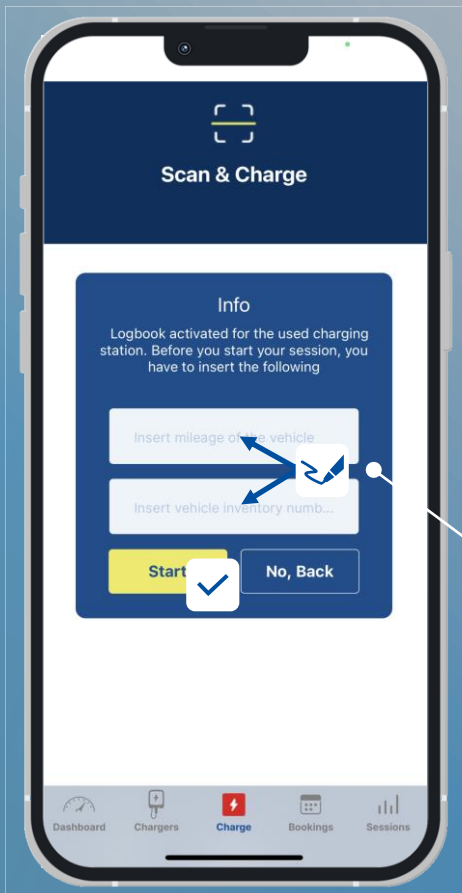 Scan & Charge
Info
Logbook activated for the used charging
station. Before you start your session, you
have to insert the following
Insert mileage of the vehicle
Insert vehicle inventory numb...
Start
No, Back
Dashboard
Chargers
Charge
Bookings
Sessions